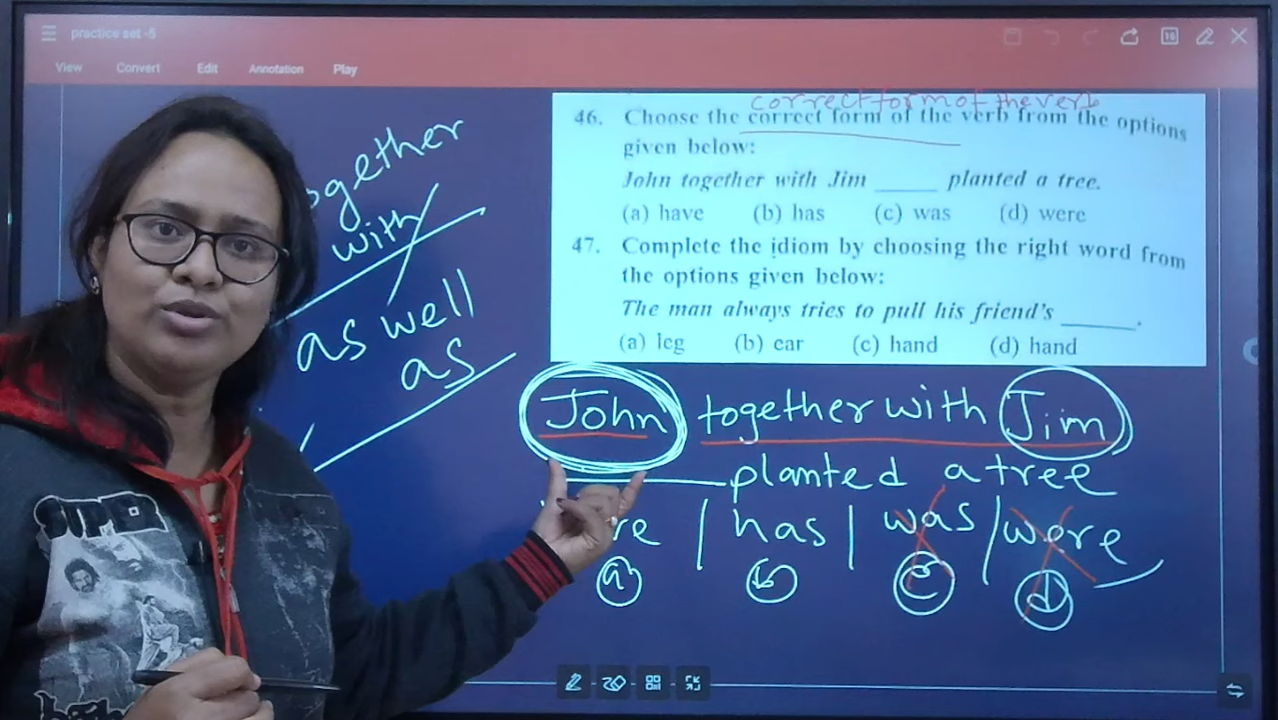 practice set -5
View Convert Edit Annotation Play
16
correct form of the verb
46. Choose the correct form of the verb from the options
given below:
John together with Jim ______ planted a tree.
(a) have (b) has (c) was (d) were
47. Complete the idiom by choosing the right word from
the options given below:
The man always tries to pull his friend's ______.
(a) leg (b) ear (c) hand (d) hand
ogether
with
as well
as
John together with Jim
______ planted a tree
ve | has | was | were
(a) (b) (c) (d)